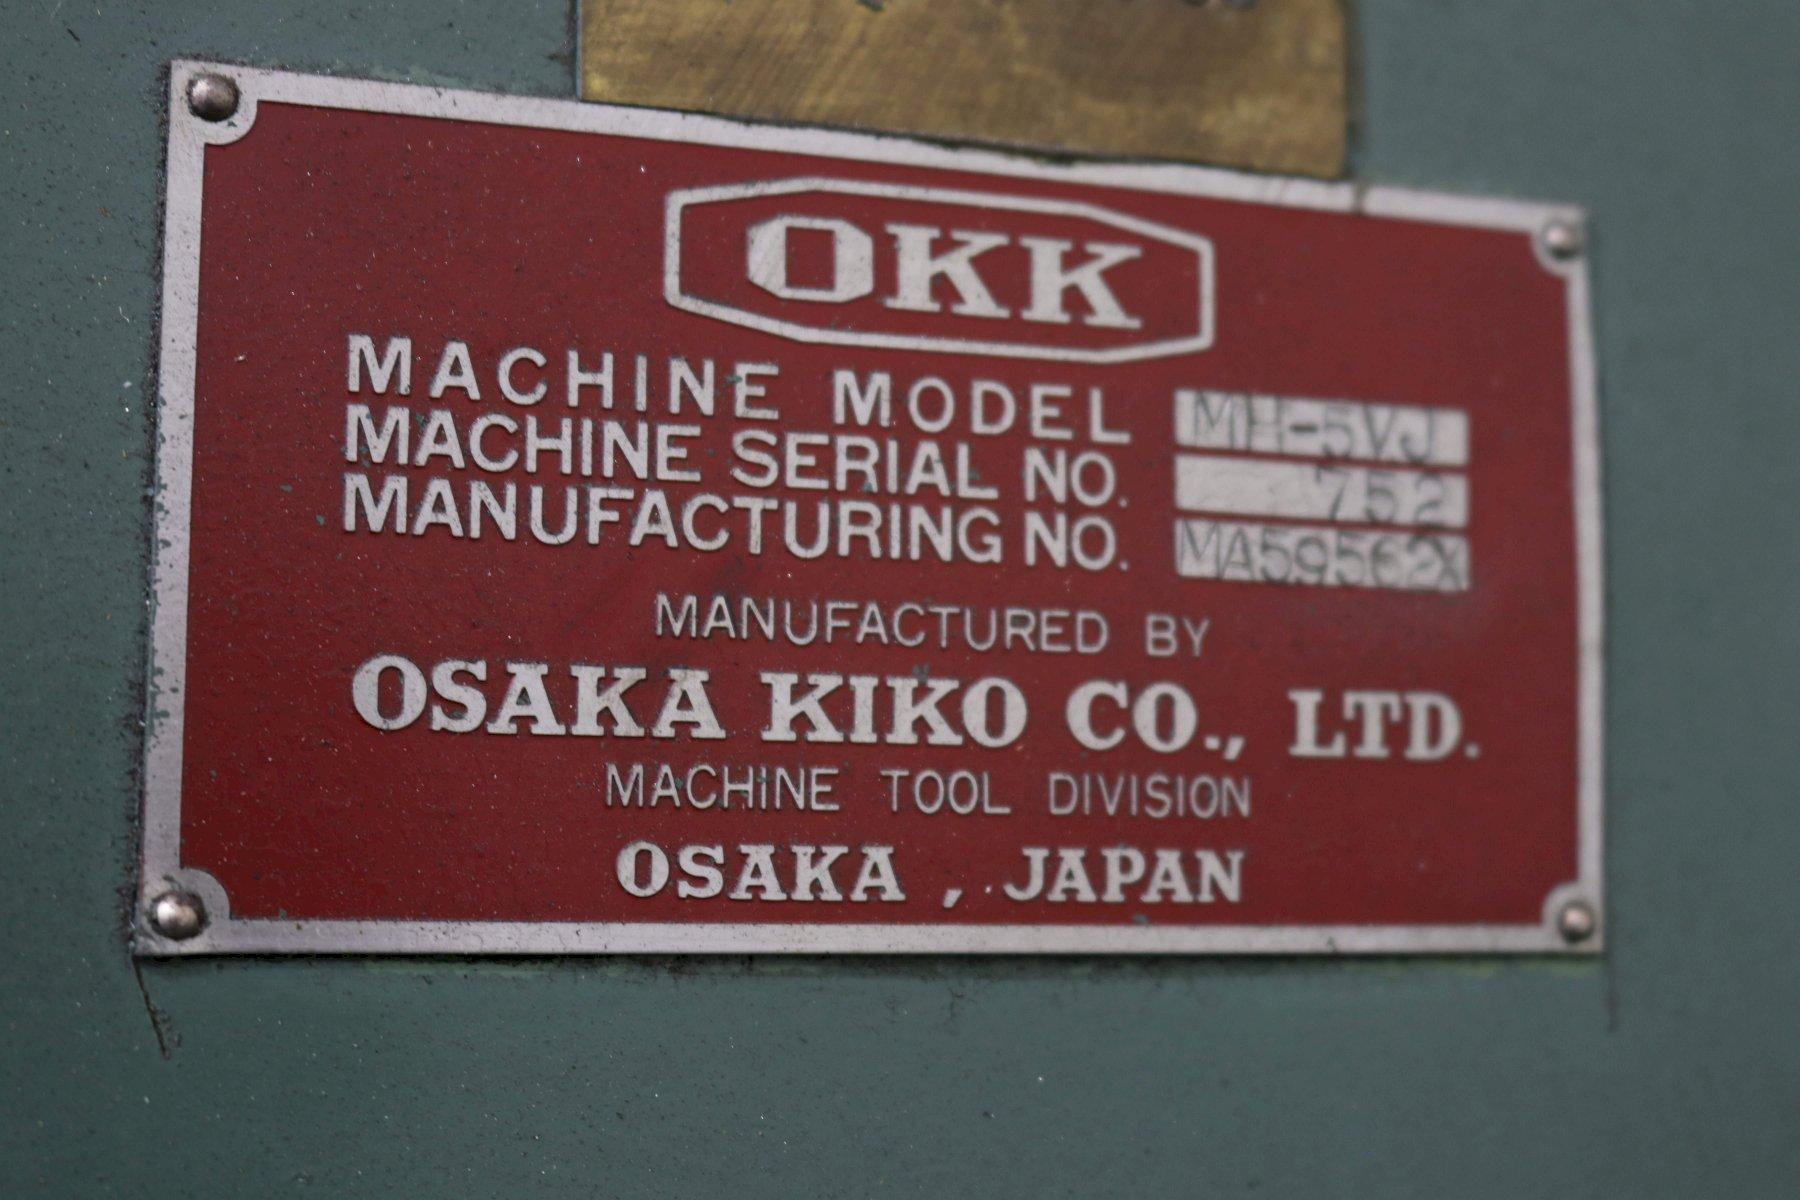 OKK
MACHINE MODEL MH-5VJ
MACHINE SERIAL NO. 752
MANUFACTURING NO. MA59562X
MANUFACTURED BY
OSAKA KIKO CO., LTD.
MACHINE TOOL DIVISION
OSAKA, JAPAN